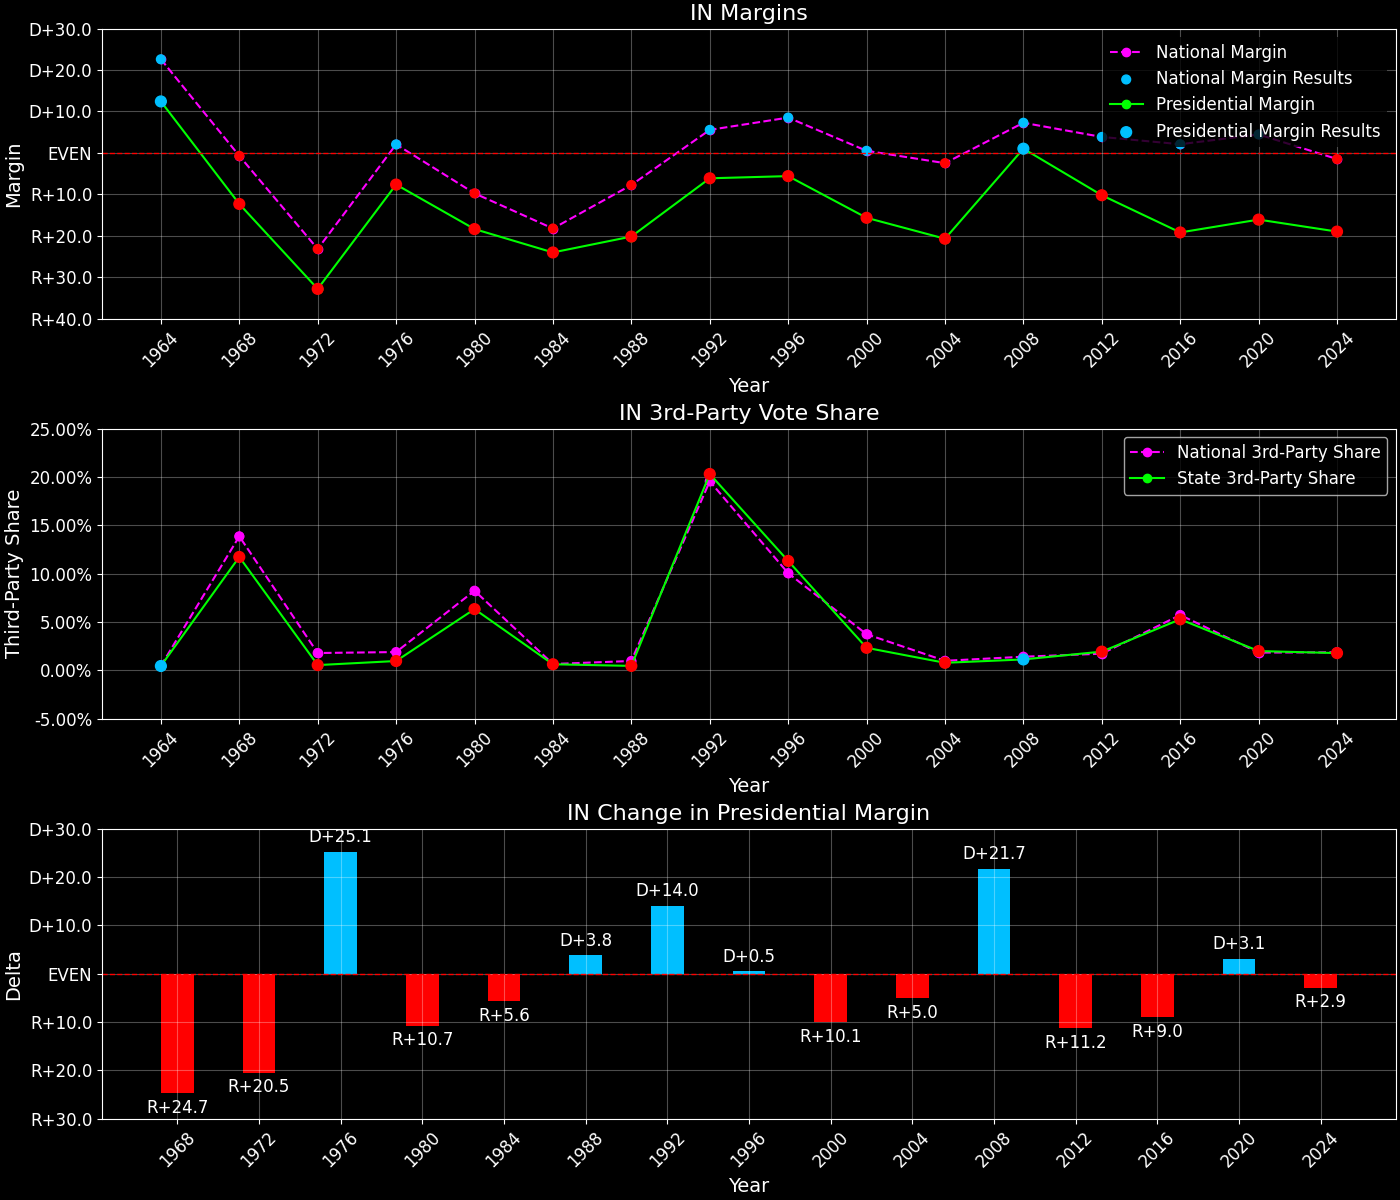 IN Margins
D+30.0
D+20.0
D+10.0
EVEN
R+10.0
R+20.0
R+30.0
R+40.0
Margin
National Margin
National Margin Results
Presidential Margin
Presidential Margin Results
1964 1968 1972 1976 1980 1984 1988 1992 1996 2000 2004 2008 2012 2016 2020 2024
Year
IN 3rd-Party Vote Share
25.00%
20.00%
15.00%
10.00%
5.00%
0.00%
-5.00%
Third-Party Share
National 3rd-Party Share
State 3rd-Party Share
1964 1968 1972 1976 1980 1984 1988 1992 1996 2000 2004 2008 2012 2016 2020 2024
Year
IN Change in Presidential Margin
D+30.0
D+20.0
D+10.0
EVEN
R+10.0
R+20.0
R+30.0
Delta
R+24.7
R+20.5
D+25.1
R+10.7
R+5.6
D+3.8
D+14.0
D+0.5
R+10.1
R+5.0
D+21.7
R+11.2
R+9.0
D+3.1
R+2.9
1968 1972 1976 1980 1984 1988 1992 1996 2000 2004 2008 2012 2016 2020 2024
Year